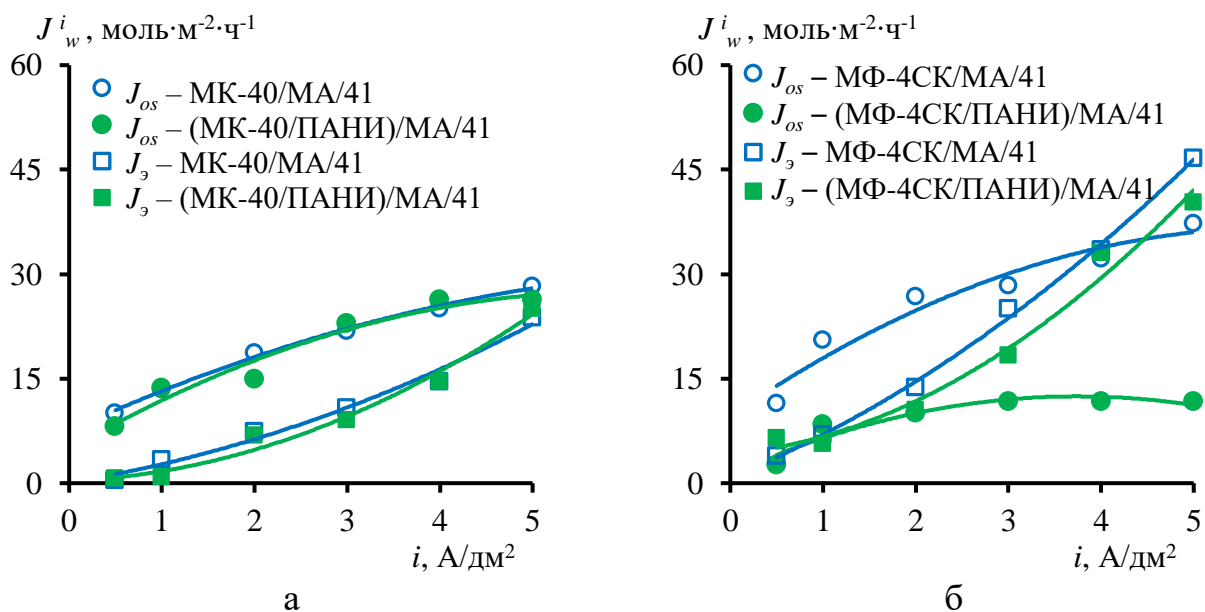 J^i_w, моль·м-2·ч-1
60
45
30
15
0
J_os – МК-40/МА/41
J_os – (МК-40/ПАНИ)/МА/41
J_э – МК-40/МА/41
J_э – (МК-40/ПАНИ)/МА/41
0 1 2 3 4 5
i, А/дм2
а
J^i_w, моль·м-2·ч-1
60
45
30
15
0
J_os – МФ-4СК/МА/41
J_os – (МФ-4СК/ПАНИ)/МА/41
J_э – МФ-4СК/МА/41
J_э – (МФ-4СК/ПАНИ)/МА/41
0 1 2 3 4 5
i, А/дм2
б